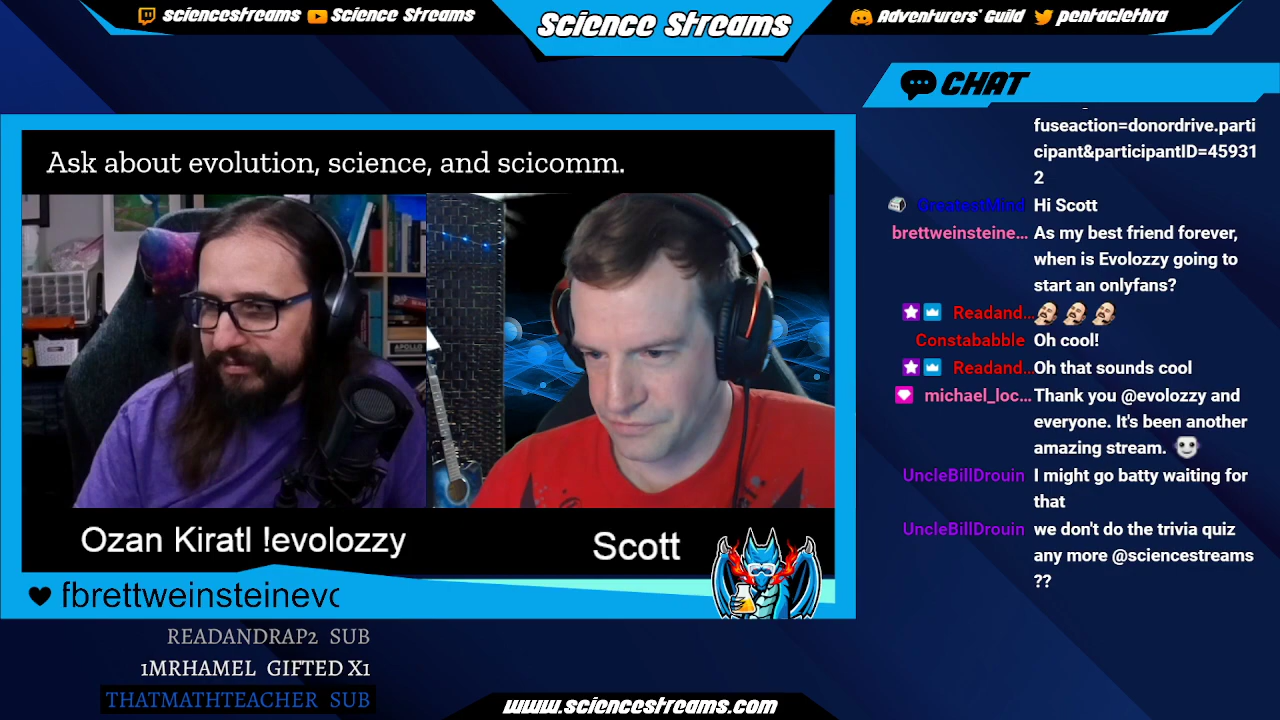 sciencestreams Science Streams
Science Streams
Adventurers' Guild pentaclethra
CHAT
fuseaction=donordrive.parti
cipant&participantID=45931
2
GreatestMind Hi Scott
brettweinsteine... As my best friend forever,
when is Evolozzy going to
start an onlyfans?
Readand...
Constababble Oh cool!
Readand... Oh that sounds cool
michael_loc... Thank you @evolozzy and
everyone. It's been another
amazing stream.
UncleBillDrouin I might go batty waiting for
that
UncleBillDrouin we don't do the trivia quiz
any more @sciencestreams
??
Ask about evolution, science, and scicomm.
APOLLO
Ozan Kiratl !evolozzy
Scott
fbrettweinsteinevo
READANDRAP2 SUB
1MRHAMEL GIFTED X1
THATMATHTEACHER SUB
www.sciencestreams.com